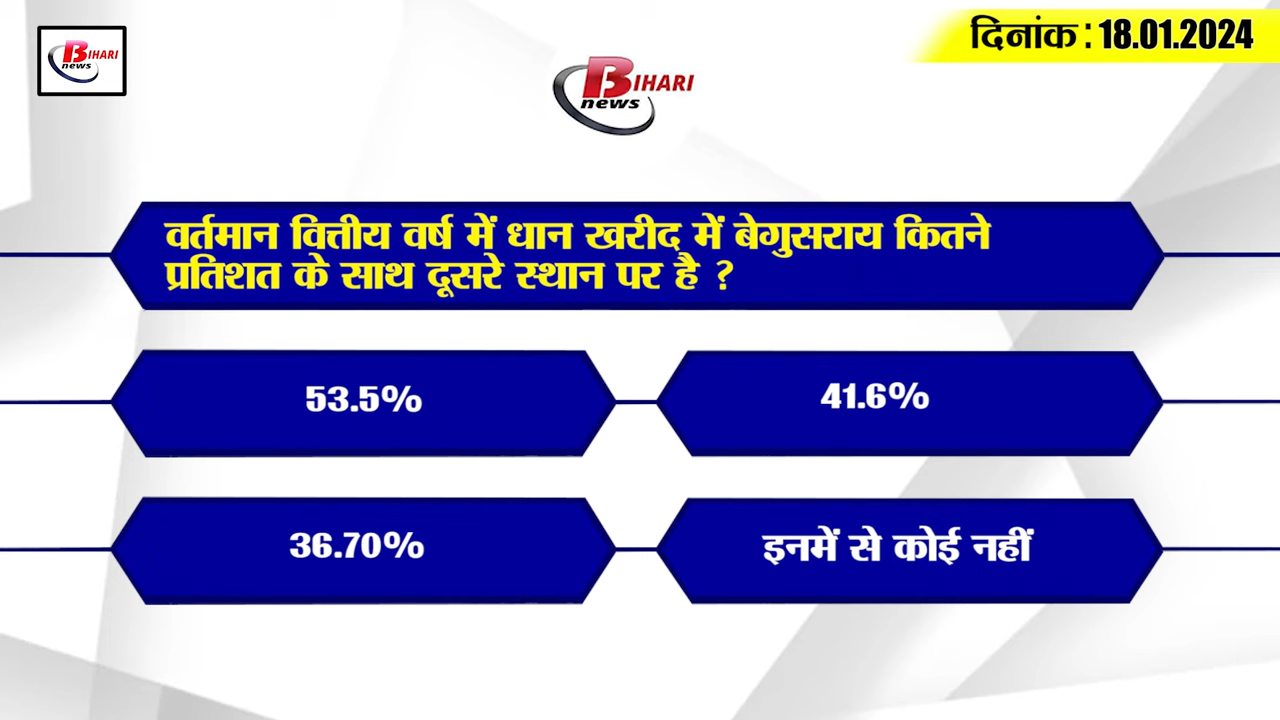 BIHARI
news
दिनांक : 18.01.2024
BIHARI
news
वर्तमान वित्तीय वर्ष में धान खरीद में बेगुसराय कितने
प्रतिशत के साथ दूसरे स्थान पर है ?
53.5%
41.6%
36.70%
इनमें से कोई नहीं